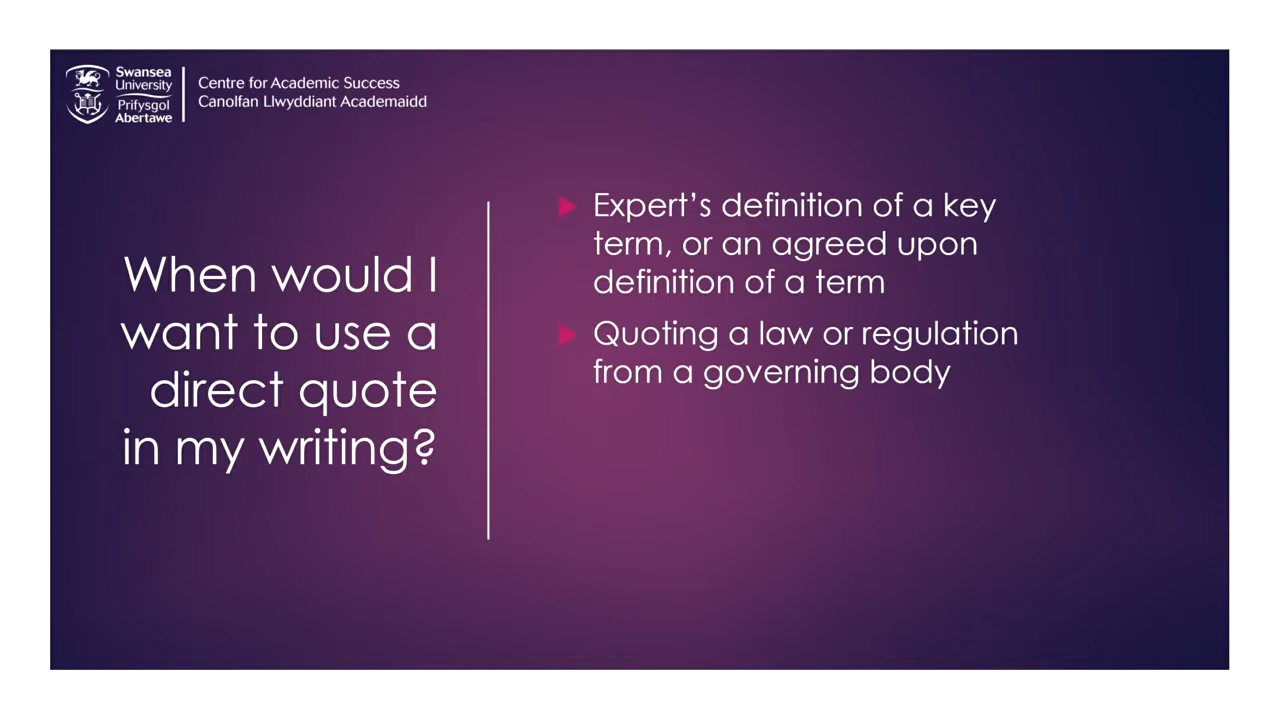 Swansea
University
Prifysgol
Abertawe
Centre for Academic Success
Canolfan Llwyddiant Academaidd
When would I
want to use a
direct quote
in my writing?
Expert’s definition of a key
term, or an agreed upon
definition of a term
Quoting a law or regulation
from a governing body